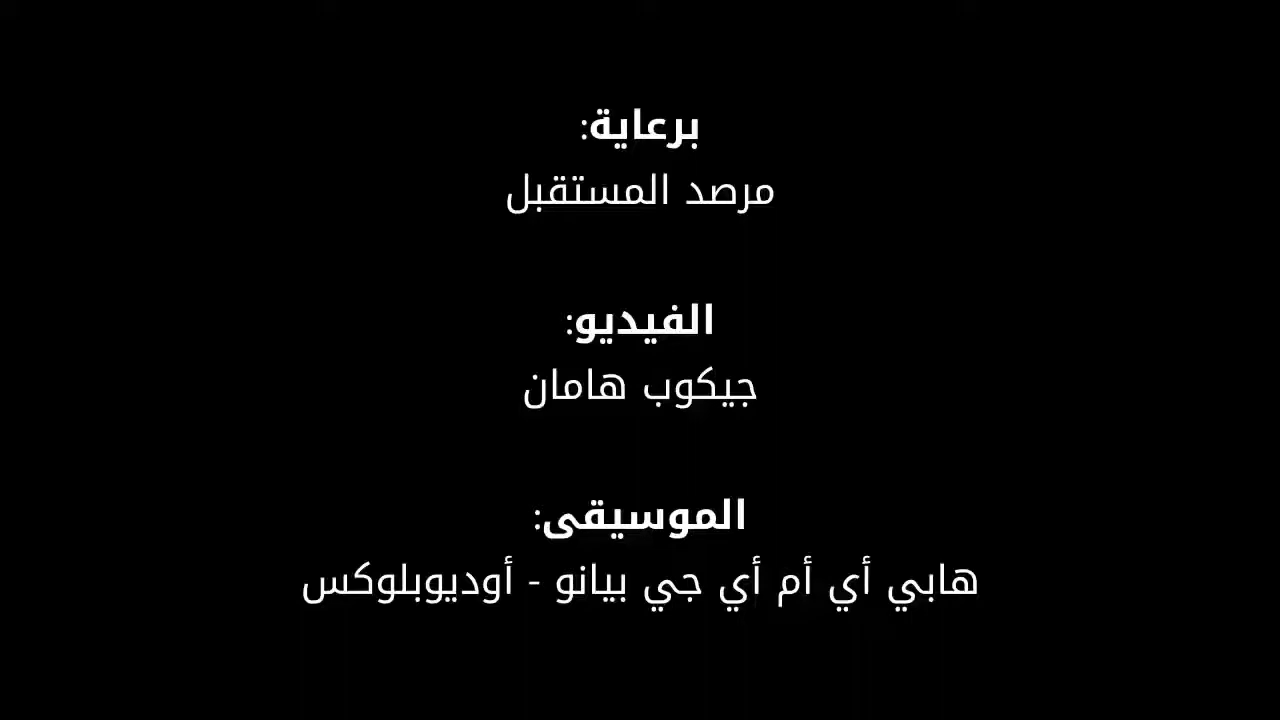 برعاية:
مرصد المستقبل
الفيديو:
جيكوب هامان
الموسيقى:
هابي أي أم أي جي بيانو - أوديوبلوكس